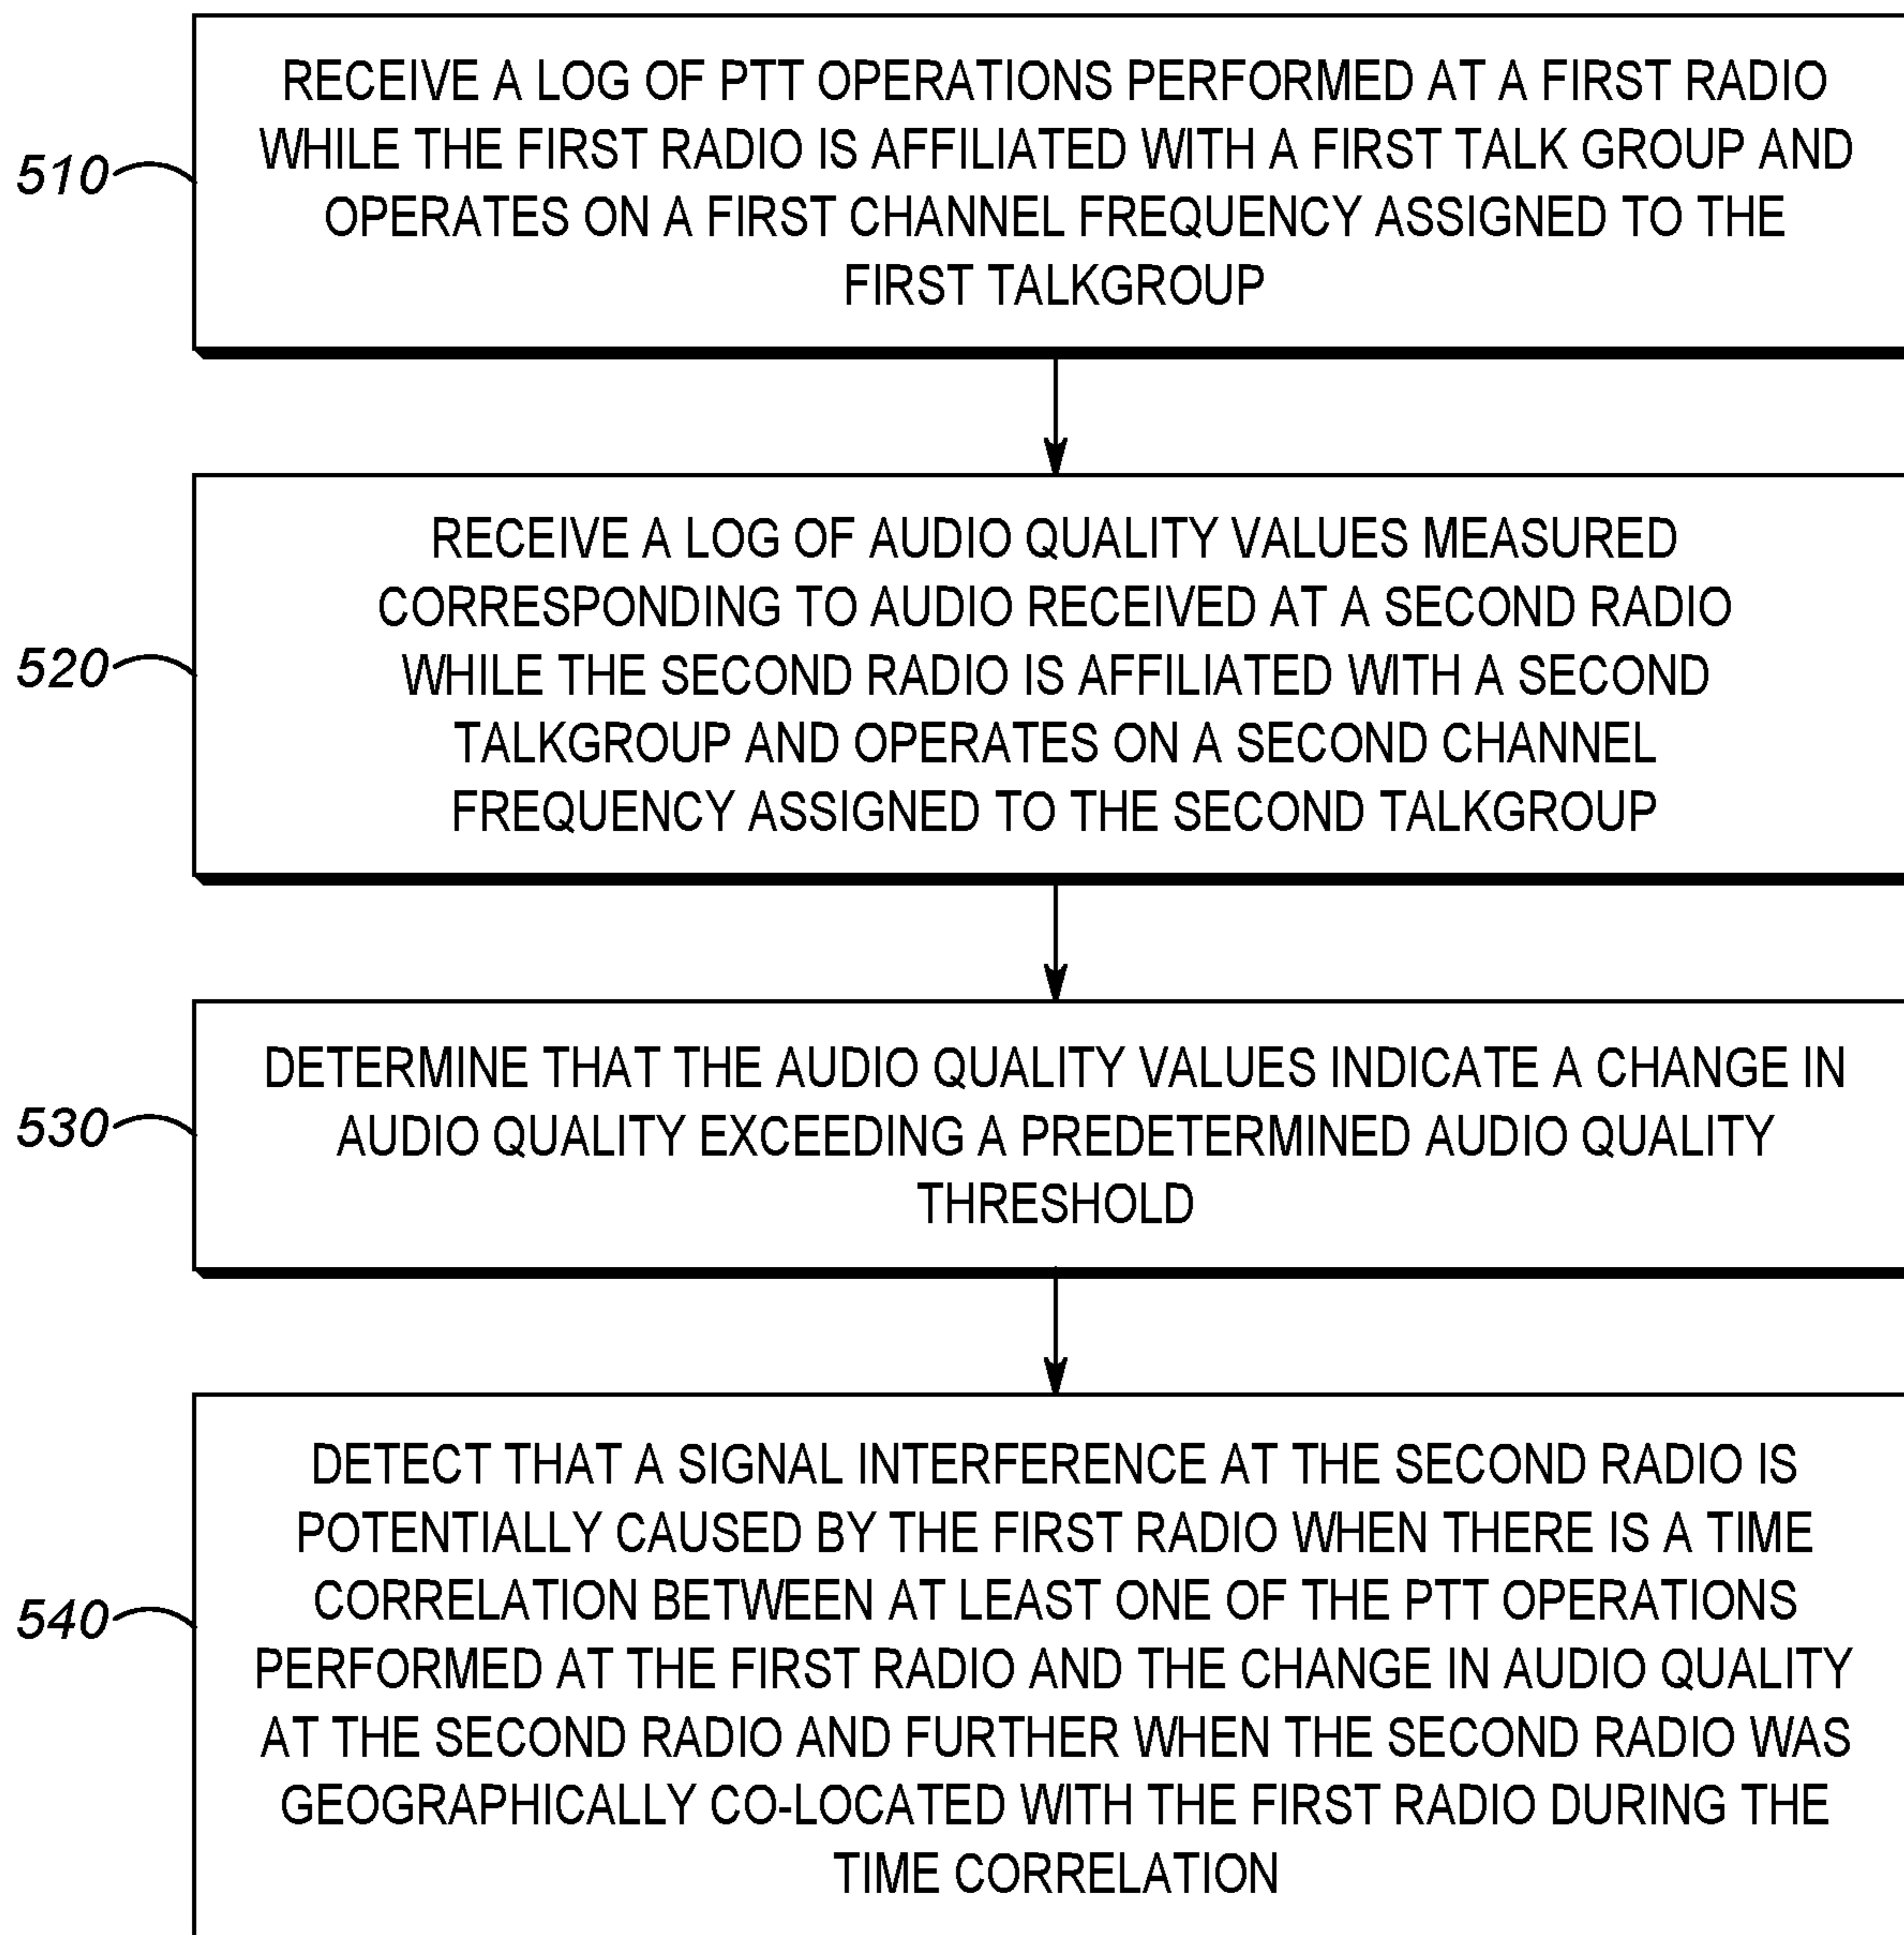 RECEIVE A LOG OF PTT OPERATIONS PERFORMED AT A FIRST RADIO
WHILE THE FIRST RADIO IS AFFILIATED WITH A FIRST TALK GROUP AND
510
OPERATES ON A FIRST CHANNEL FREQUENCY ASSIGNED TO THE
FIRST TALKGROUP
RECEIVE A LOG OF AUDIO QUALITY VALUES MEASURED
CORRESPONDING TO AUDIO RECEIVED AT A SECOND RADIO
520
WHILE THE SECOND RADIO IS AFFILIATED WITH A SECOND
TALKGROUP AND OPERATES ON A SECOND CHANNEL
FREQUENCY ASSIGNED TO THE SECOND TALKGROUP
DETERMINE THAT THE AUDIO QUALITY VALUES INDICATE A CHANGE IN
530
AUDIO QUALITY EXCEEDING A PREDETERMINED AUDIO QUALITY
THRESHOLD
DETECT THAT A SIGNAL INTERFERENCE AT THE SECOND RADIO IS
POTENTIALLY CAUSED BY THE FIRST RADIO WHEN THERE IS A TIME
CORRELATION BETWEEN AT LEAST ONE OF THE PTT OPERATIONS
540
PERFORMED AT THE FIRST RADIO AND THE CHANGE IN AUDIO QUALITY
AT THE SECOND RADIO AND FURTHER WHEN THE SECOND RADIO WAS
GEOGRAPHICALLY CO-LOCATED WITH THE FIRST RADIO DURING THE
TIME CORRELATION